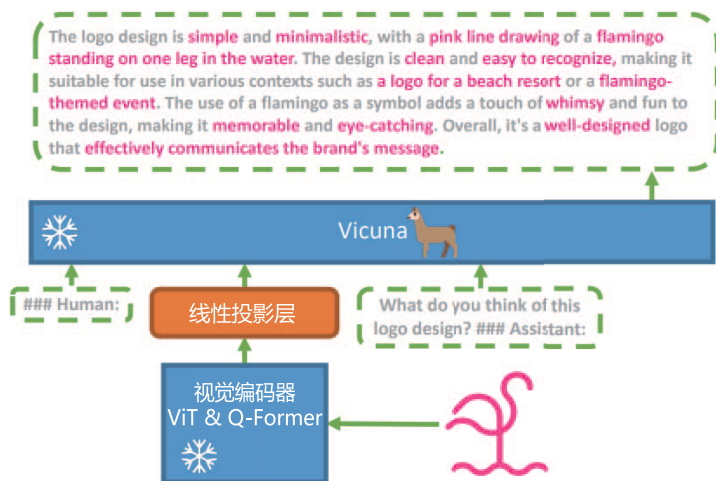 The logo design is simple and minimalistic, with a pink line drawing of a flamingo
standing on one leg in the water. The design is clean and easy to recognize, making it
suitable for use in various contexts such as a logo for a beach resort or a flamingo-
themed event. The use of a flamingo as a symbol adds a touch of whimsy and fun to
the design, making it memorable and eye-catching. Overall, it's a well-designed logo
that effectively communicates the brand's message.
Vicuna
### Human:
线性投影层
What do you think of this
logo design? ### Assistant:
视觉编码器
ViT & Q-Former